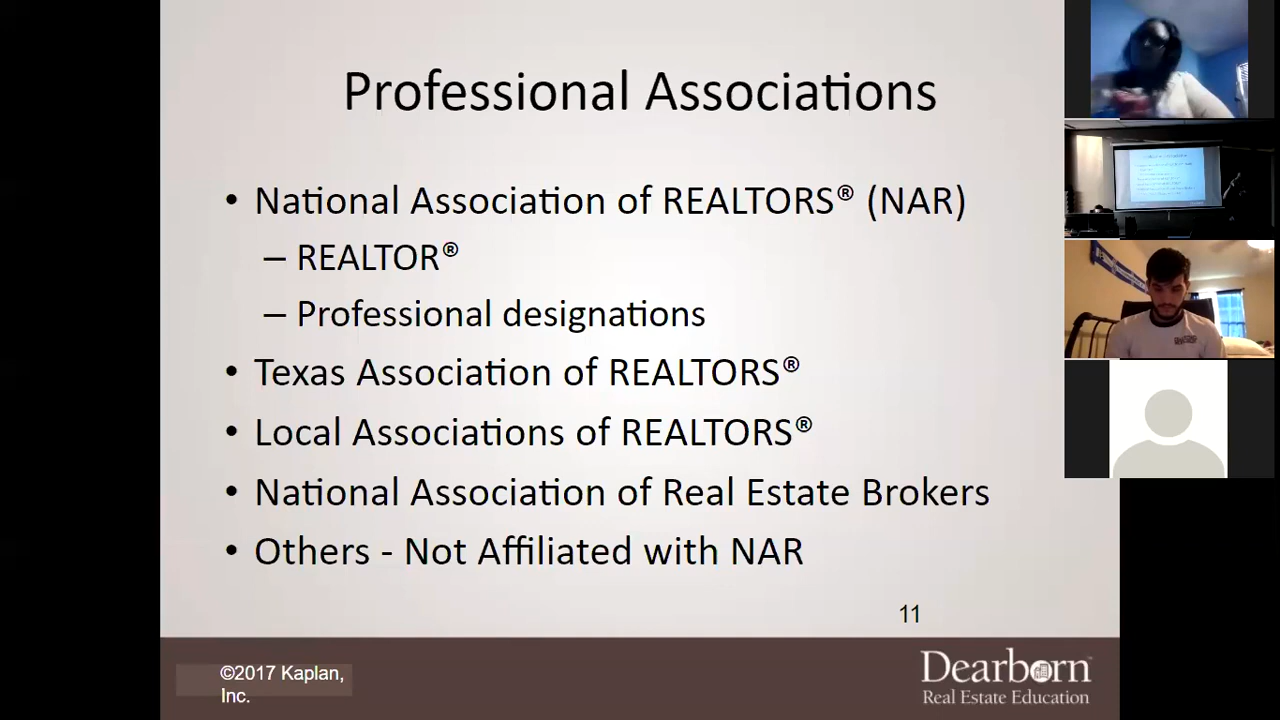 Professional Associations
• National Association of REALTORS® (NAR)
– REALTOR®
– Professional designations
• Texas Association of REALTORS®
• Local Associations of REALTORS®
• National Association of Real Estate Brokers
• Others - Not Affiliated with NAR
11
©2017 Kaplan,
Inc.
Dearborn™
Real Estate Education